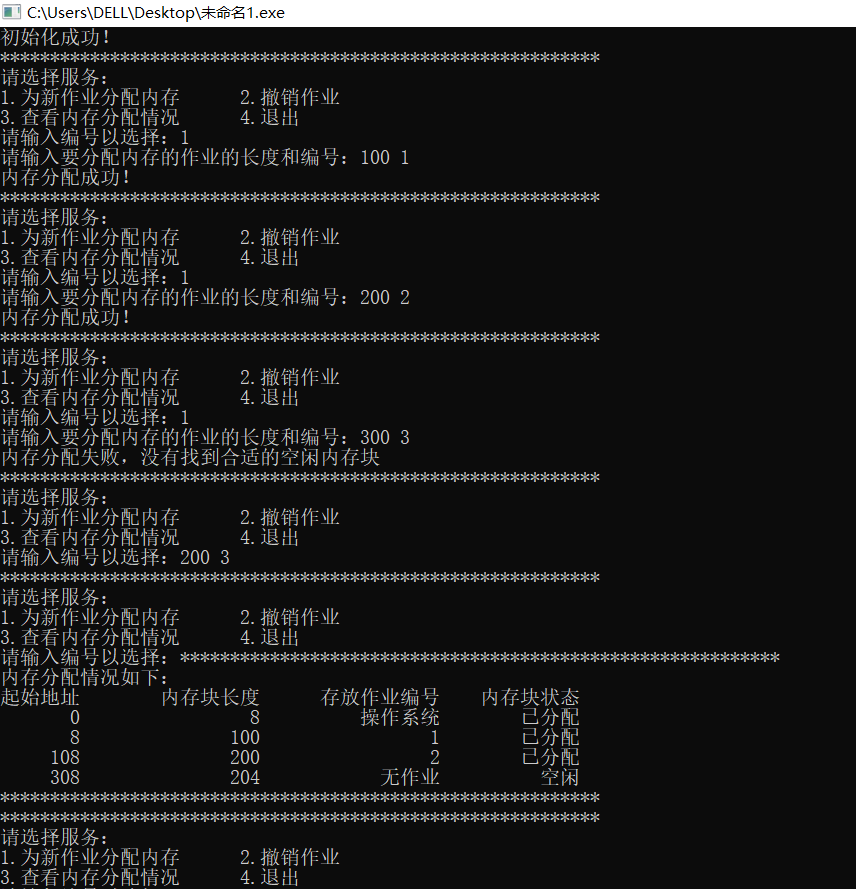 C:\Users\DELL\Desktop\未命名1.exe
初始化成功！
************************************************************
请选择服务：
1.为新作业分配内存      2.撤销作业
3.查看内存分配情况      4.退出
请输入编号以选择：1
请输入要分配内存的作业的长度和编号：100 1
内存分配成功！
************************************************************
请选择服务：
1.为新作业分配内存      2.撤销作业
3.查看内存分配情况      4.退出
请输入编号以选择：1
请输入要分配内存的作业的长度和编号：200 2
内存分配成功！
************************************************************
请选择服务：
1.为新作业分配内存      2.撤销作业
3.查看内存分配情况      4.退出
请输入编号以选择：1
请输入要分配内存的作业的长度和编号：300 3
内存分配失败，没有找到合适的空闲内存块
************************************************************
请选择服务：
1.为新作业分配内存      2.撤销作业
3.查看内存分配情况      4.退出
请输入编号以选择：200 3
************************************************************
请选择服务：
1.为新作业分配内存      2.撤销作业
3.查看内存分配情况      4.退出
请输入编号以选择：************************************************************
内存分配情况如下：
起始地址        内存块长度      存放作业编号    内存块状态
       0                 8          操作系统        已分配
       8               100                 1        已分配
     108               200                 2        已分配
     308               204            无作业          空闲
************************************************************
************************************************************
请选择服务：
1.为新作业分配内存      2.撤销作业
3.查看内存分配情况      4.退出